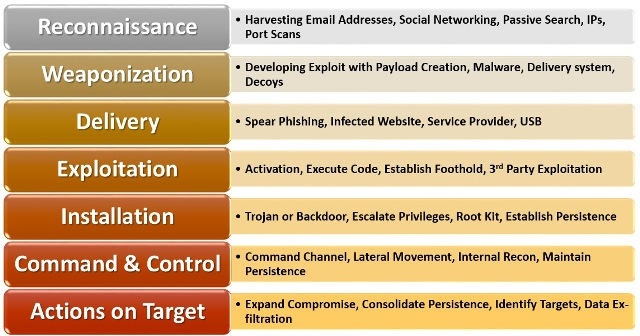 Reconnaissance
• Harvesting Email Addresses, Social Networking, Passive Search, IPs,
Port Scans
Weaponization
• Developing Exploit with Payload Creation, Malware, Delivery system,
Decoys
Delivery
• Spear Phishing, Infected Website, Service Provider, USB
Exploitation
• Activation, Execute Code, Establish Foothold, 3rd Party Exploitation
Installation
• Trojan or Backdoor, Escalate Privileges, Root Kit, Establish Persistence
Command & Control
• Command Channel, Lateral Movement, Internal Recon, Maintain
Persistence
Actions on Target
• Expand Compromise, Consolidate Persistence, Identify Targets, Data Ex-
filtration